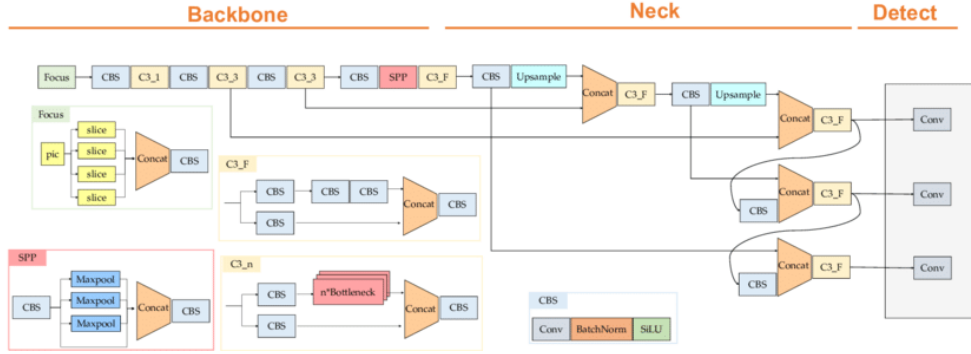 Backbone
Neck
Detect
Focus
CBS C3_1 CBS C3_3 CBS C3_3
CBS SPP C3_F
CBS Upsample
Concat C3_F
CBS Upsample
Concat C3_F
Conv
Focus
pic
slice
slice
slice
slice
Concat
CBS
C3_F
CBS
CBS CBS
CBS
Concat
CBS
CBS
Concat C3_F
Conv
SPP
CBS
Maxpool
Maxpool
Maxpool
Concat
CBS
C3_n
CBS
n*Bottleneck
CBS
Concat
CBS
CBS
Concat C3_F
Conv
CBS
Conv BatchNorm SiLU